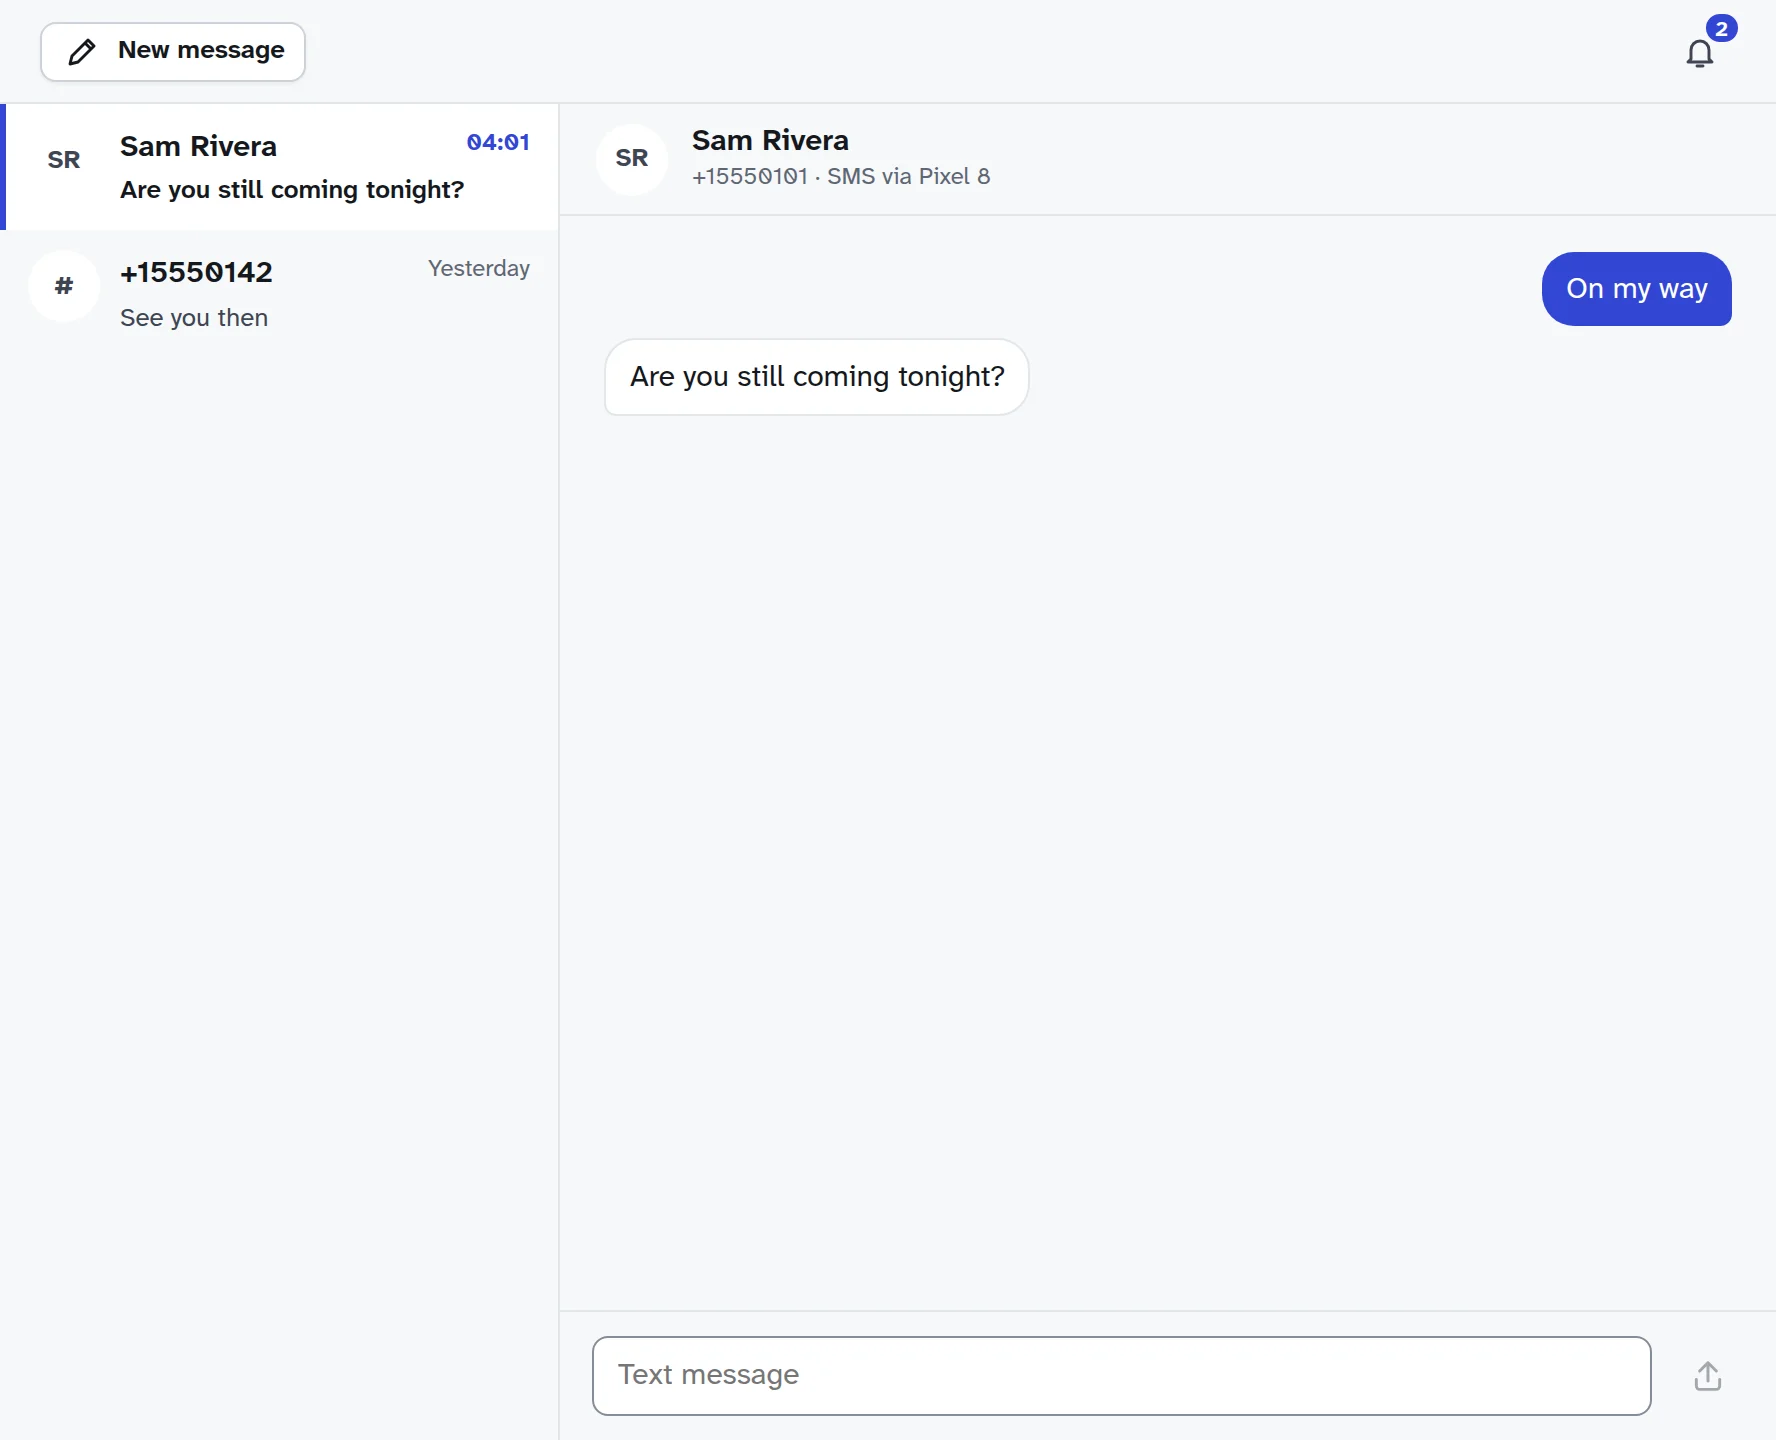 New message
2
SR
Sam Rivera
04:01
Are you still coming tonight?
#
+15550142
Yesterday
See you then
SR
Sam Rivera
+15550101 · SMS via Pixel 8
On my way
Are you still coming tonight?
Text message